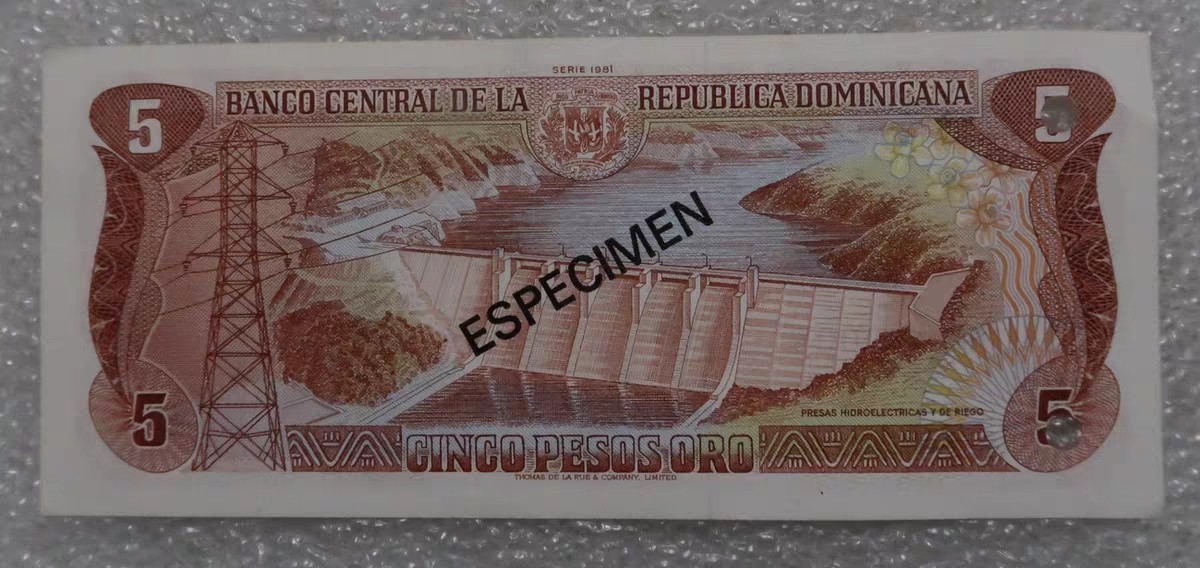 SERIE 1981
BANCO CENTRAL DE LA REPUBLICA DOMINICANA
5
5
ESPECIMEN
PRESAS HIDROELECTRICAS Y DE RIEGO
5
5
CINCO PESOS ORO
THOMAS DE LA RUE & COMPANY, LIMITED